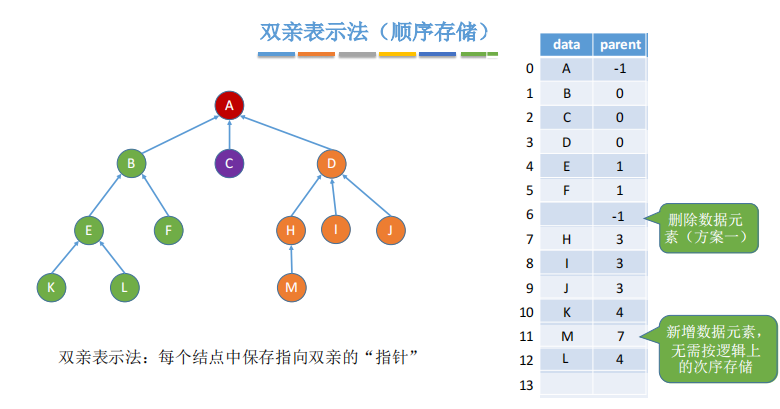 双亲表示法（顺序存储）
A
B
C
D
E
F
H
I
J
K
L
M
双亲表示法：每个结点中保存指向双亲的“指针”
data parent
0 A -1
1 B 0
2 C 0
3 D 0
4 E 1
5 F 1
6 -1
7 H 3
8 I 3
9 J 3
10 K 4
11 M 7
12 L 4
13
删除数据元
素（方案一）
新增数据元素，
无需按逻辑上
的次序存储